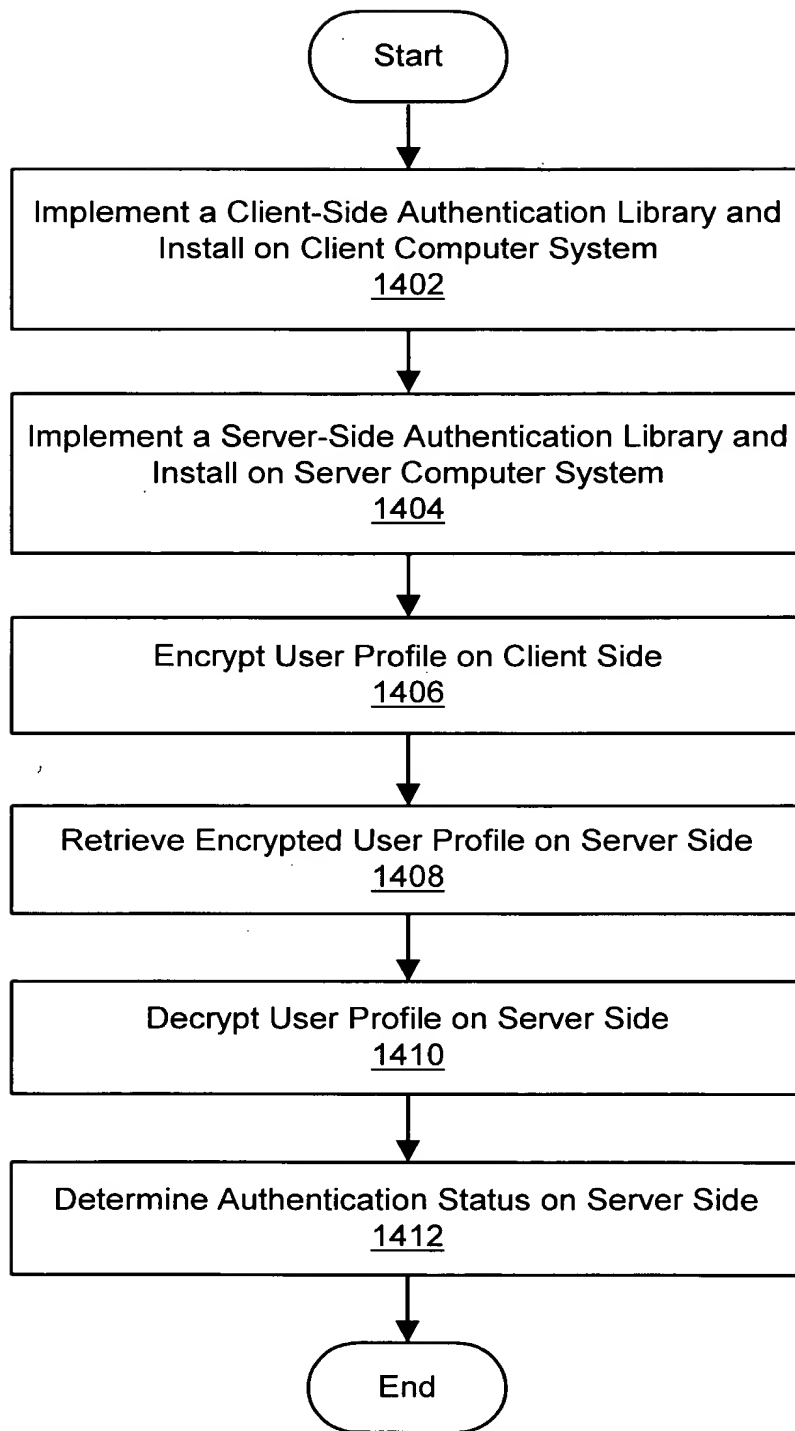 Start
Implement a Client-Side Authentication Library and
Install on Client Computer System
1402
Implement a Server-Side Authentication Library and
Install on Server Computer System
1404
Encrypt User Profile on Client Side
1406
Retrieve Encrypted User Profile on Server Side
1408
Decrypt User Profile on Server Side
1410
Determine Authentication Status on Server Side
1412
End